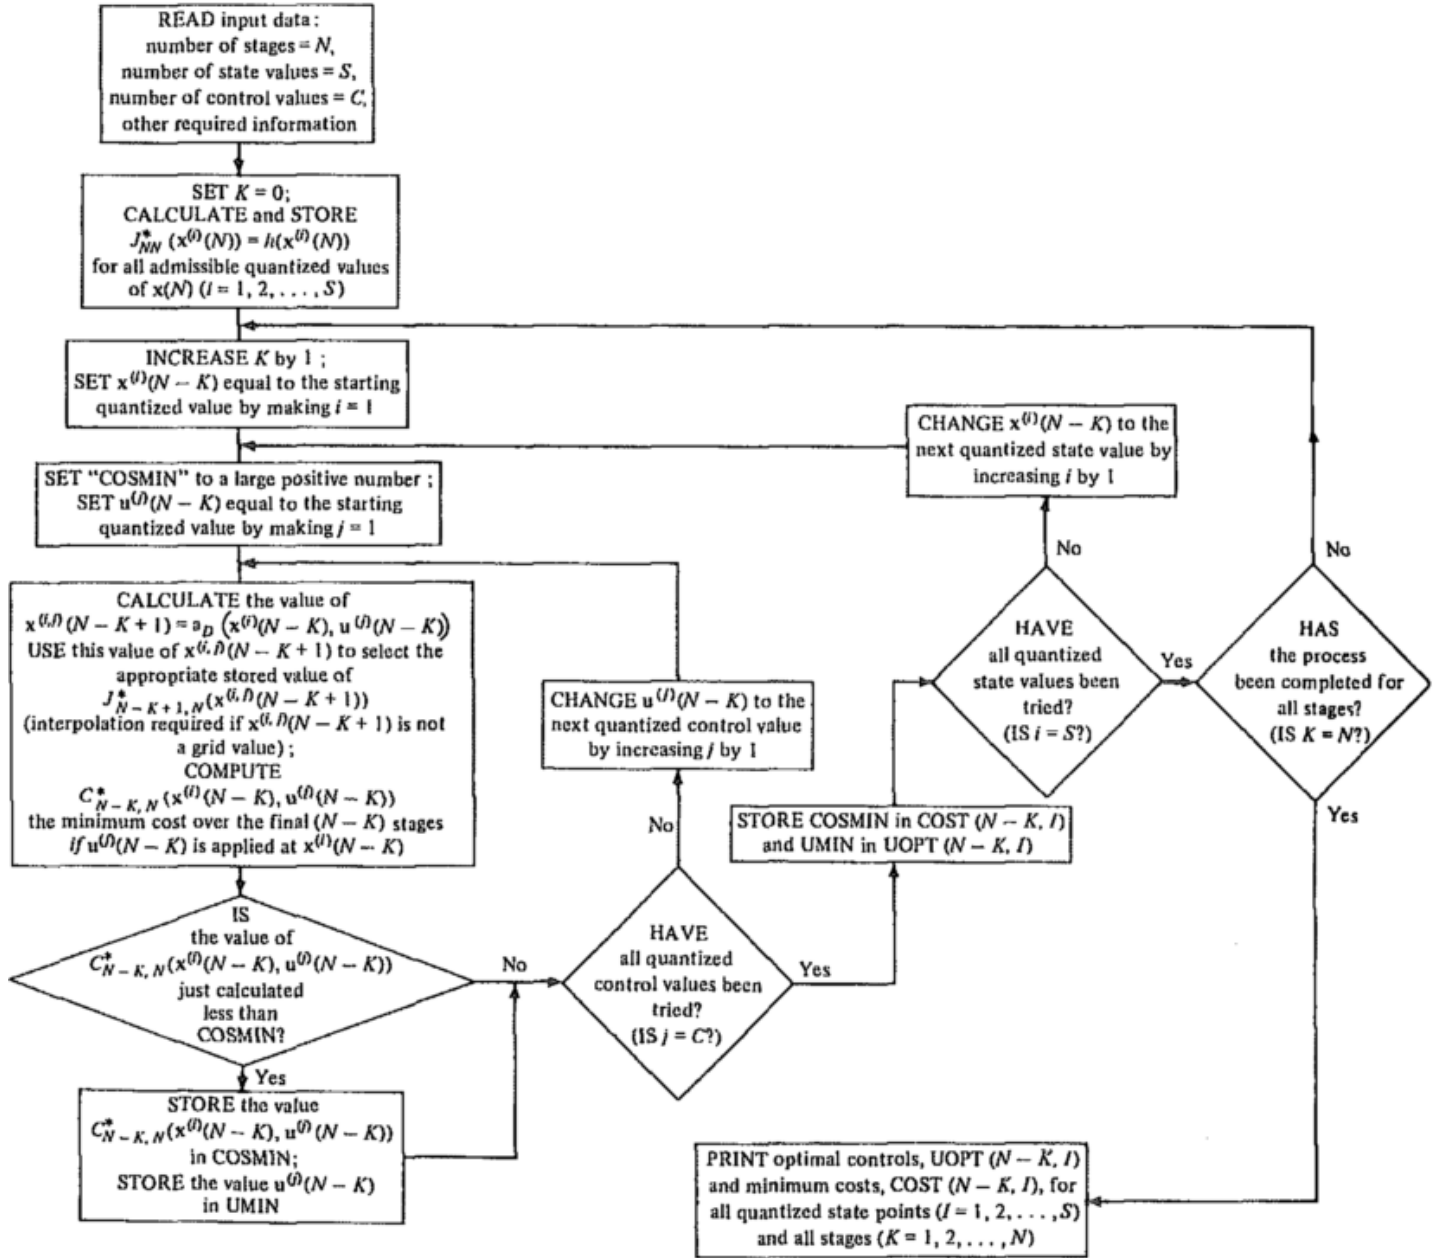 READ input data:
number of stages = N,
number of state values = S,
number of control values = C,
other required information
SET K = 0;
CALCULATE and STORE
J*_NN (x^(i)(N)) = h(x^(i)(N))
for all admissible quantized values
of x(N) (i = 1, 2, . . . , S)
INCREASE K by 1 ;
SET x^(i)(N − K) equal to the starting
quantized value by making i = 1
SET "COSMIN" to a large positive number ;
SET u^(j)(N − K) equal to the starting
quantized value by making j = 1
CALCULATE the value of
x^(i,j)(N − K + 1) = a_D (x^(i)(N − K), u^(j)(N − K))
USE this value of x^(i,j)(N − K + 1) to select the
appropriate stored value of
J*_N − K + 1, N(x^(i,j)(N − K + 1))
(interpolation required if x^(i,j)(N − K + 1) is not
a grid value) ;
COMPUTE
C*_N − K, N(x^(i)(N − K), u^(j)(N − K))
the minimum cost over the final (N − K) stages
if u^(j)(N − K) is applied at x^(i)(N − K)
IS
the value of
C*_N − K, N(x^(i)(N − K), u^(j)(N − K))
just calculated
less than
COSMIN?
Yes
No
STORE the value
C*_N − K, N(x^(i)(N − K), u^(j)(N − K))
in COSMIN;
STORE the value u^(j)(N − K)
in UMIN
HAVE
all quantized
control values been
tried?
(IS j = C?)
No
Yes
CHANGE u^(j)(N − K) to the
next quantized control value
by increasing j by 1
STORE COSMIN in COST (N − K, I)
and UMIN in UOPT (N − K, I)
HAVE
all quantized
state values been
tried?
(IS i = S?)
No
Yes
CHANGE x^(i)(N − K) to the
next quantized state value by
increasing i by 1
HAS
the process
been completed for
all stages?
(IS K = N?)
No
Yes
PRINT optimal controls, UOPT (N − K, I)
and minimum costs, COST (N − K, I), for
all quantized state points (I = 1, 2, . . . , S)
and all stages (K = 1, 2, . . . , N)